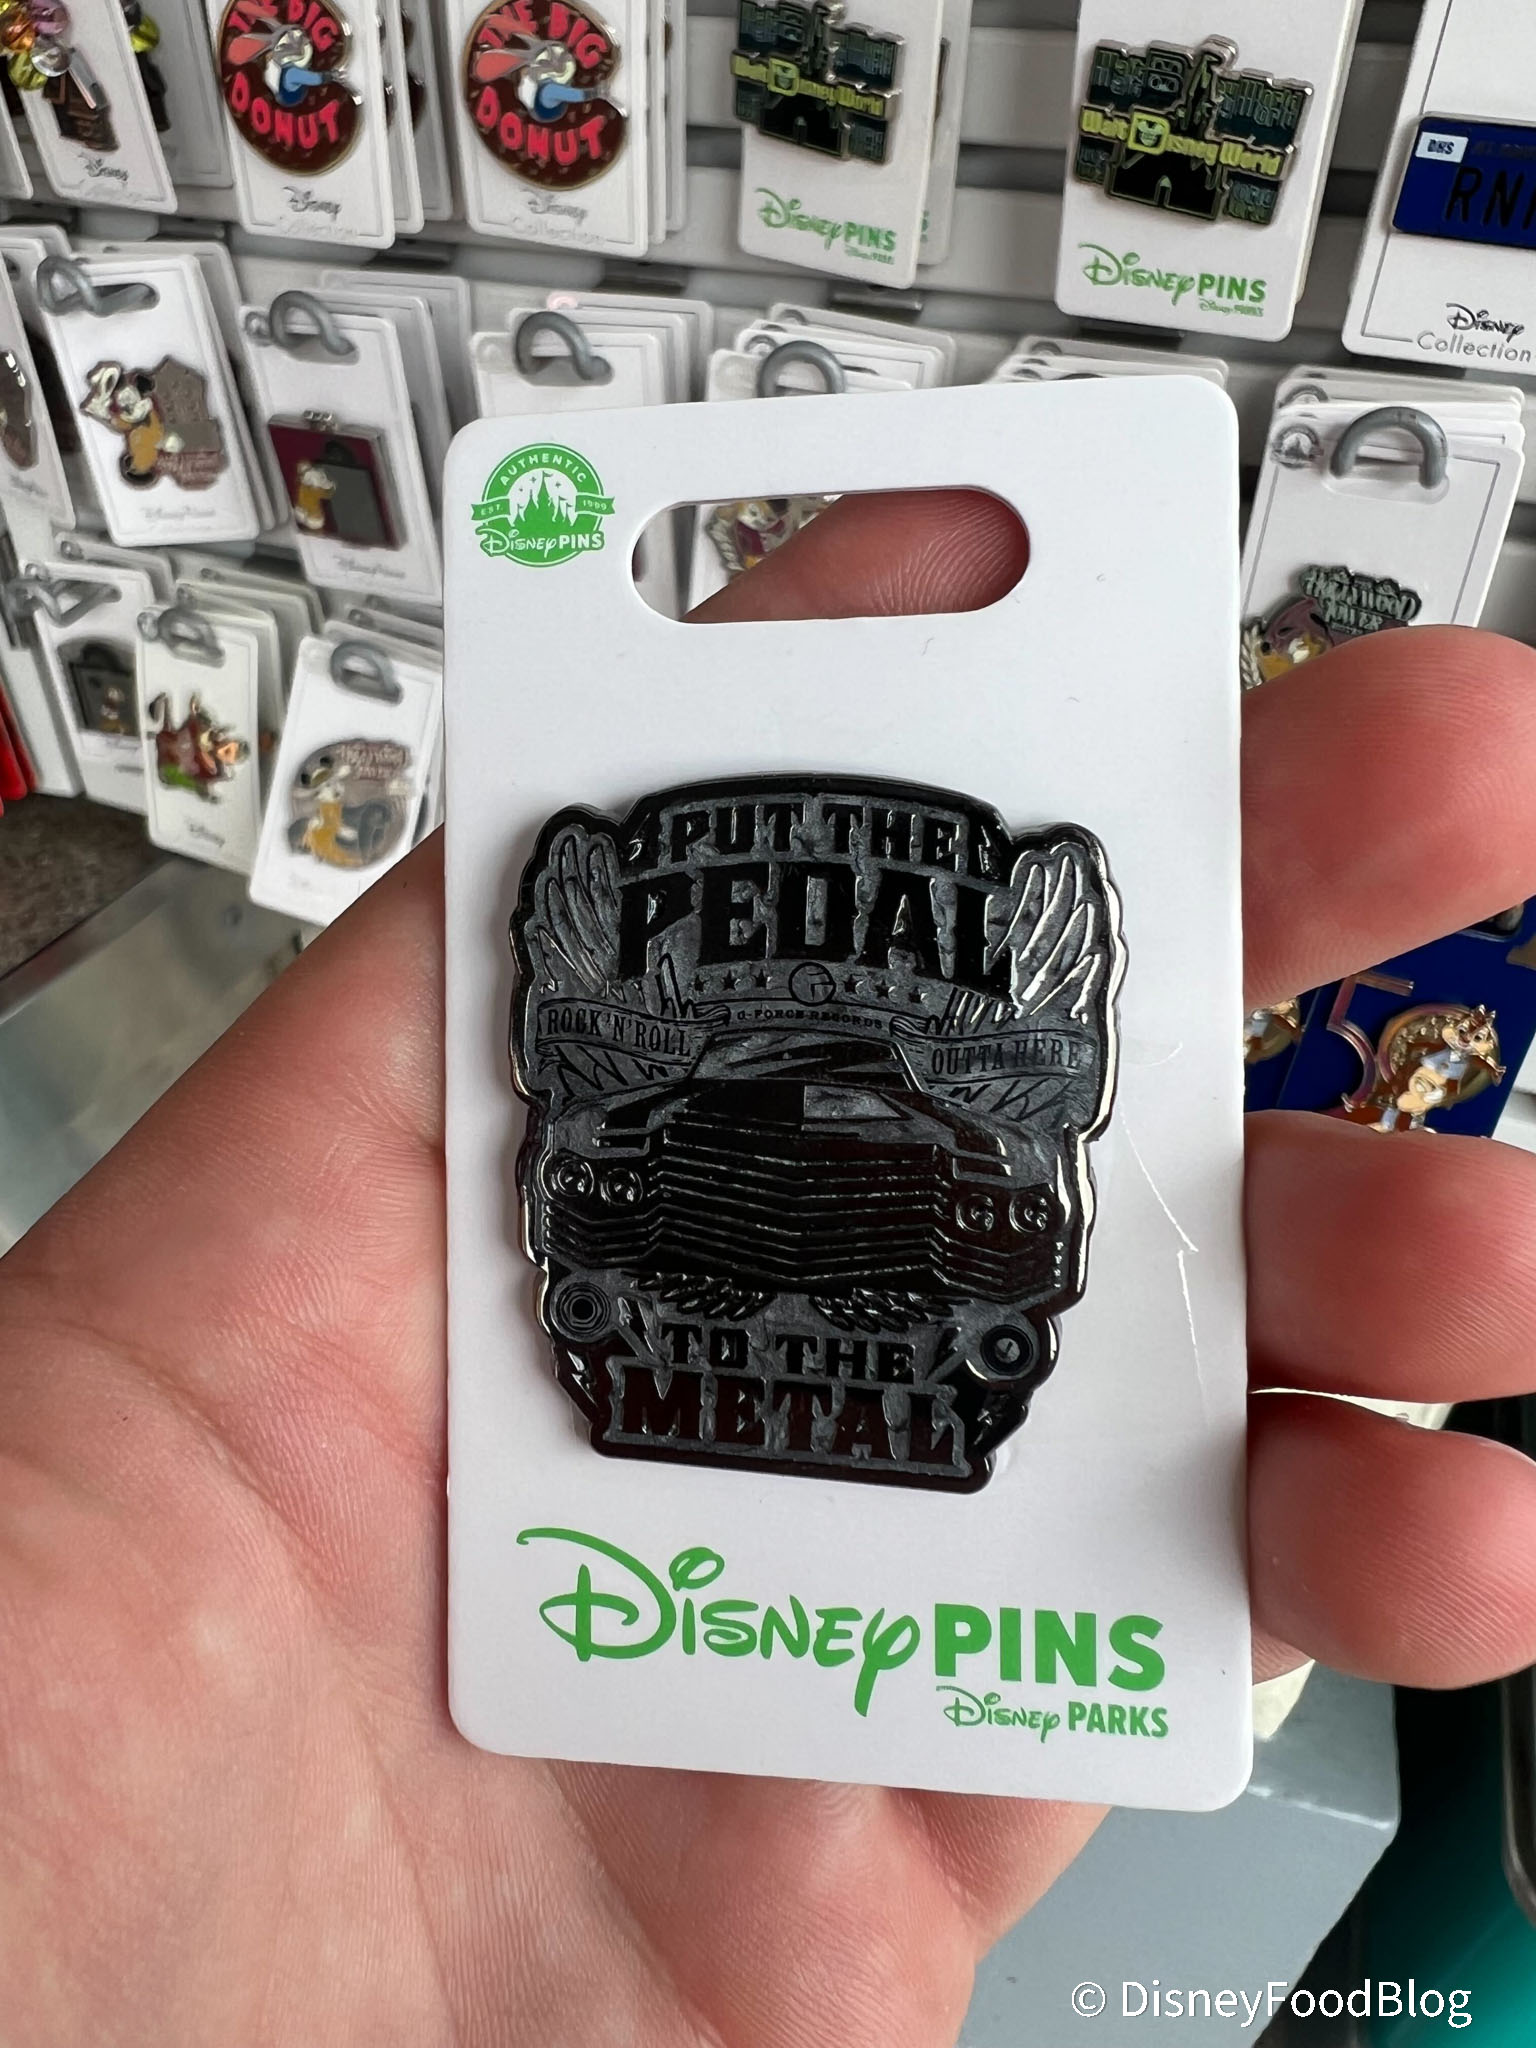 THE BIG
DONUT
Disney
Collection
THE BIG
DONUT
Disney
Collection
Walt Disney World
Disney PINS
Walt Disney World
Disney PINS
Disney PARKS
DHS
Disney
Collection
AUTHENTIC
EST. 1999
Disney PINS
PUT THE
PEDAL
G-FORCE RECORDS
ROCK 'N' ROLL
OUTTA HERE
TO THE
METAL
Disney PINS
Disney PARKS
© DisneyFoodBlog